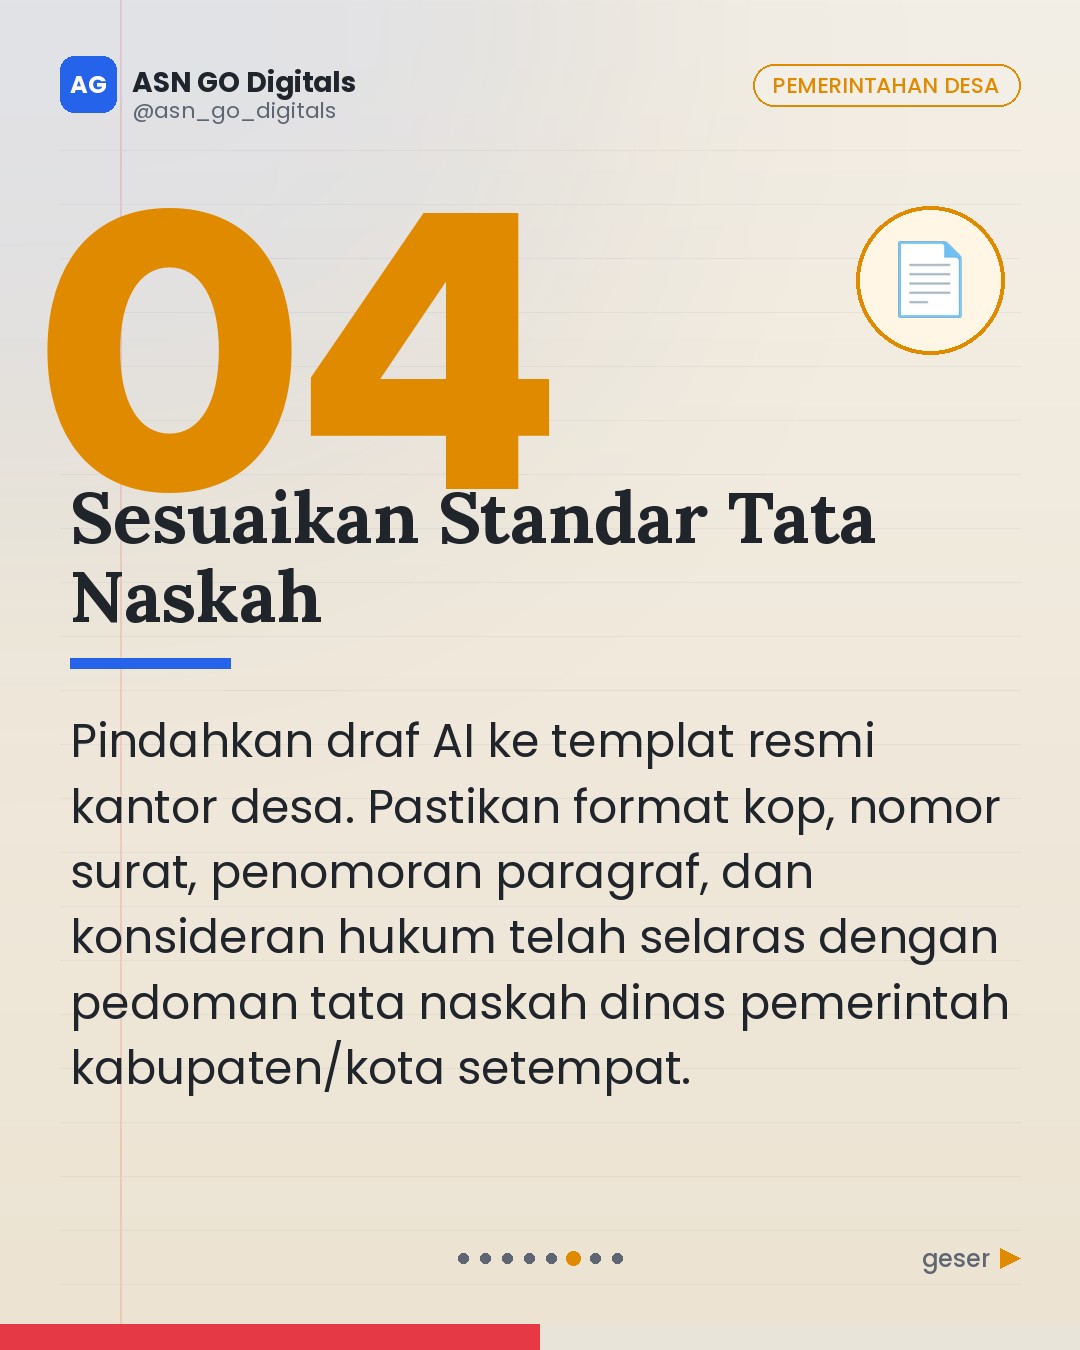 AG
ASN GO Digitals
@asn_go_digitals
PEMERINTAHAN DESA
04
Sesuaikan Standar Tata
Naskah
Pindahkan draf AI ke templat resmi
kantor desa. Pastikan format kop, nomor
surat, penomoran paragraf, dan
konsideran hukum telah selaras dengan
pedoman tata naskah dinas pemerintah
kabupaten/kota setempat.
geser